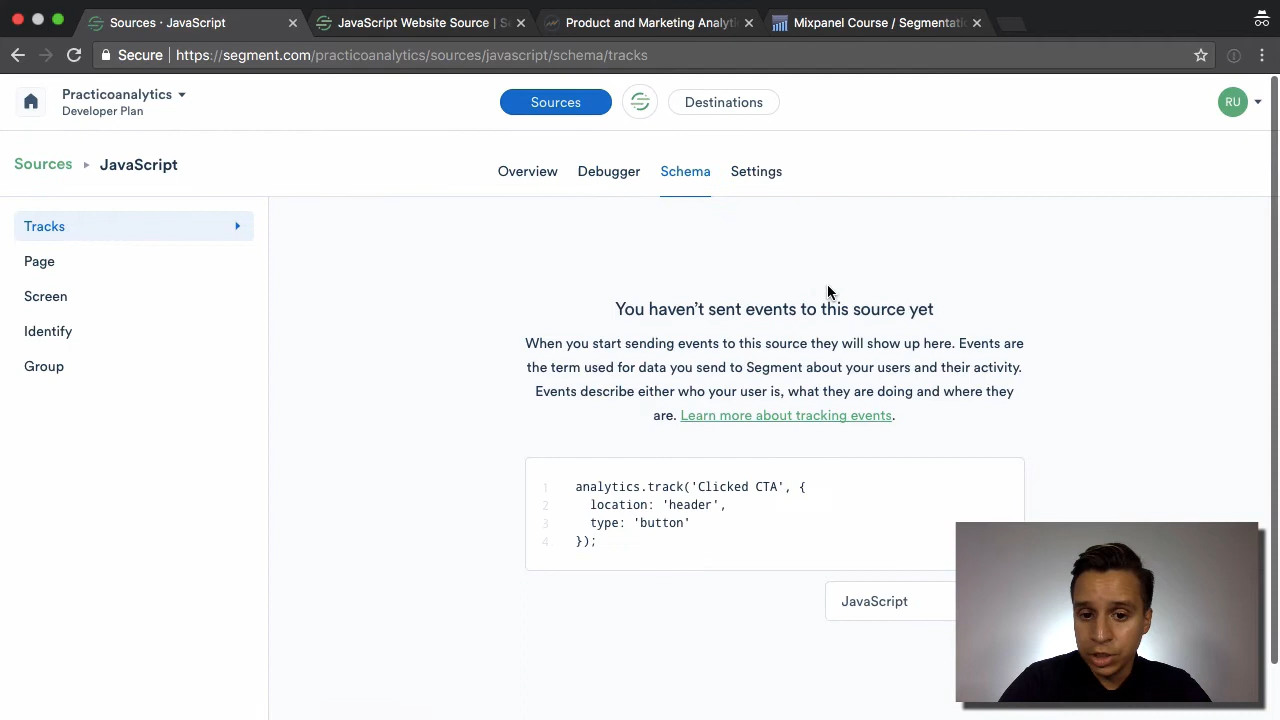 Sources · JavaScript
JavaScript Website Source | S
Product and Marketing Analyti
Mixpanel Course / Segmentati
Secure
https://segment.com/practicoanalytics/sources/javascript/schema/tracks
Practicoanalytics
Developer Plan
Sources
Destinations
RU
Sources
JavaScript
Overview
Debugger
Schema
Settings
Tracks
Page
Screen
Identify
Group
You haven’t sent events to this source yet
When you start sending events to this source they will show up here. Events are
the term used for data you send to Segment about your users and their activity.
Events describe either who your user is, what they are doing and where they
are. Learn more about tracking events.
1 analytics.track('Clicked CTA', {
2 location: 'header',
3 type: 'button'
4 });
JavaScript